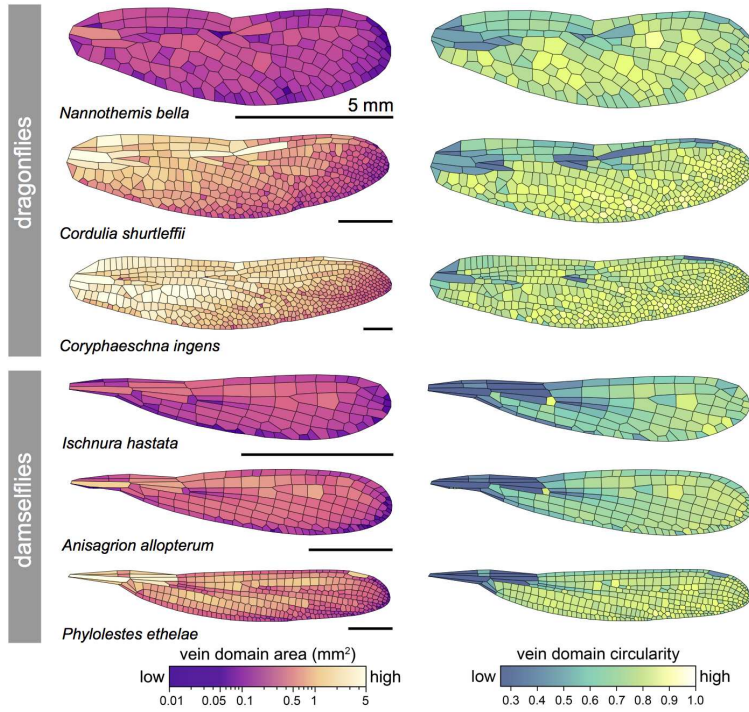 dragonflies
Nannothemis bella
5 mm
Cordulia shurtleffii
Coryphaeschna ingens
damselflies
Ischnura hastata
Anisagrion allopterum
Phylolestes ethelae
vein domain area (mm²)
low
high
0.01 0.05 0.1 0.5 1 5
vein domain circularity
low
high
0.3 0.4 0.5 0.6 0.7 0.8 0.9 1.0